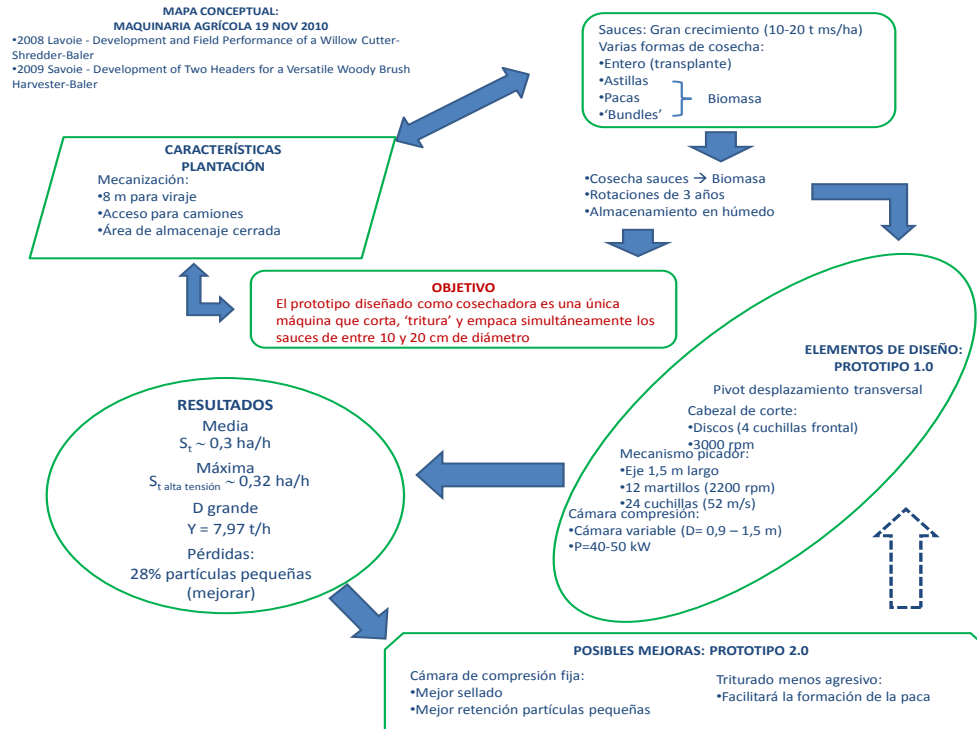 MAPA CONCEPTUAL:
MAQUINARIA AGRÍCOLA 19 NOV 2010
•2008 Lavoie - Development and Field Performance of a Willow Cutter-
Shredder-Baler
•2009 Savoie - Development of Two Headers for a Versatile Woody Brush
Harvester-Baler
Sauces: Gran crecimiento (10-20 t ms/ha)
Varias formas de cosecha:
•Entero (transplante)
•Astillas
•Pacas
•‘Bundles’
Biomasa
CARACTERÍSTICAS
PLANTACIÓN
Mecanización:
•8 m para viraje
•Acceso para camiones
•Área de almacenaje cerrada
•Cosecha sauces → Biomasa
•Rotaciones de 3 años
•Almacenamiento en húmedo
OBJETIVO
El prototipo diseñado como cosechadora es una única
máquina que corta, ‘tritura’ y empaca simultáneamente los
sauces de entre 10 y 20 cm de diámetro
ELEMENTOS DE DISEÑO:
PROTOTIPO 1.0
Pivot desplazamiento transversal
Cabezal de corte:
•Discos (4 cuchillas frontal)
•3000 rpm
Mecanismo picador:
•Eje 1,5 m largo
•12 martillos (2200 rpm)
•24 cuchillas (52 m/s)
Cámara compresión:
•Cámara variable (D= 0,9 – 1,5 m)
•P=40-50 kW
RESULTADOS
Media
St ~ 0,3 ha/h
Máxima
St alta tensión ~ 0,32 ha/h
D grande
Y = 7,97 t/h
Pérdidas:
28% partículas pequeñas
(mejorar)
POSIBLES MEJORAS: PROTOTIPO 2.0
Cámara de compresión fija:
•Mejor sellado
•Mejor retención partículas pequeñas
Triturado menos agresivo:
•Facilitará la formación de la paca